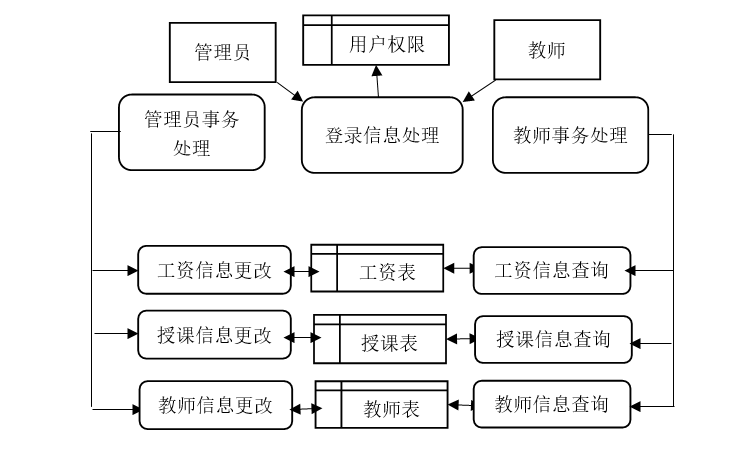 管理员
用户权限
教师
管理员事务
处理
登录信息处理
教师事务处理
工资信息更改
工资表
工资信息查询
授课信息更改
授课表
授课信息查询
教师信息更改
教师表
教师信息查询